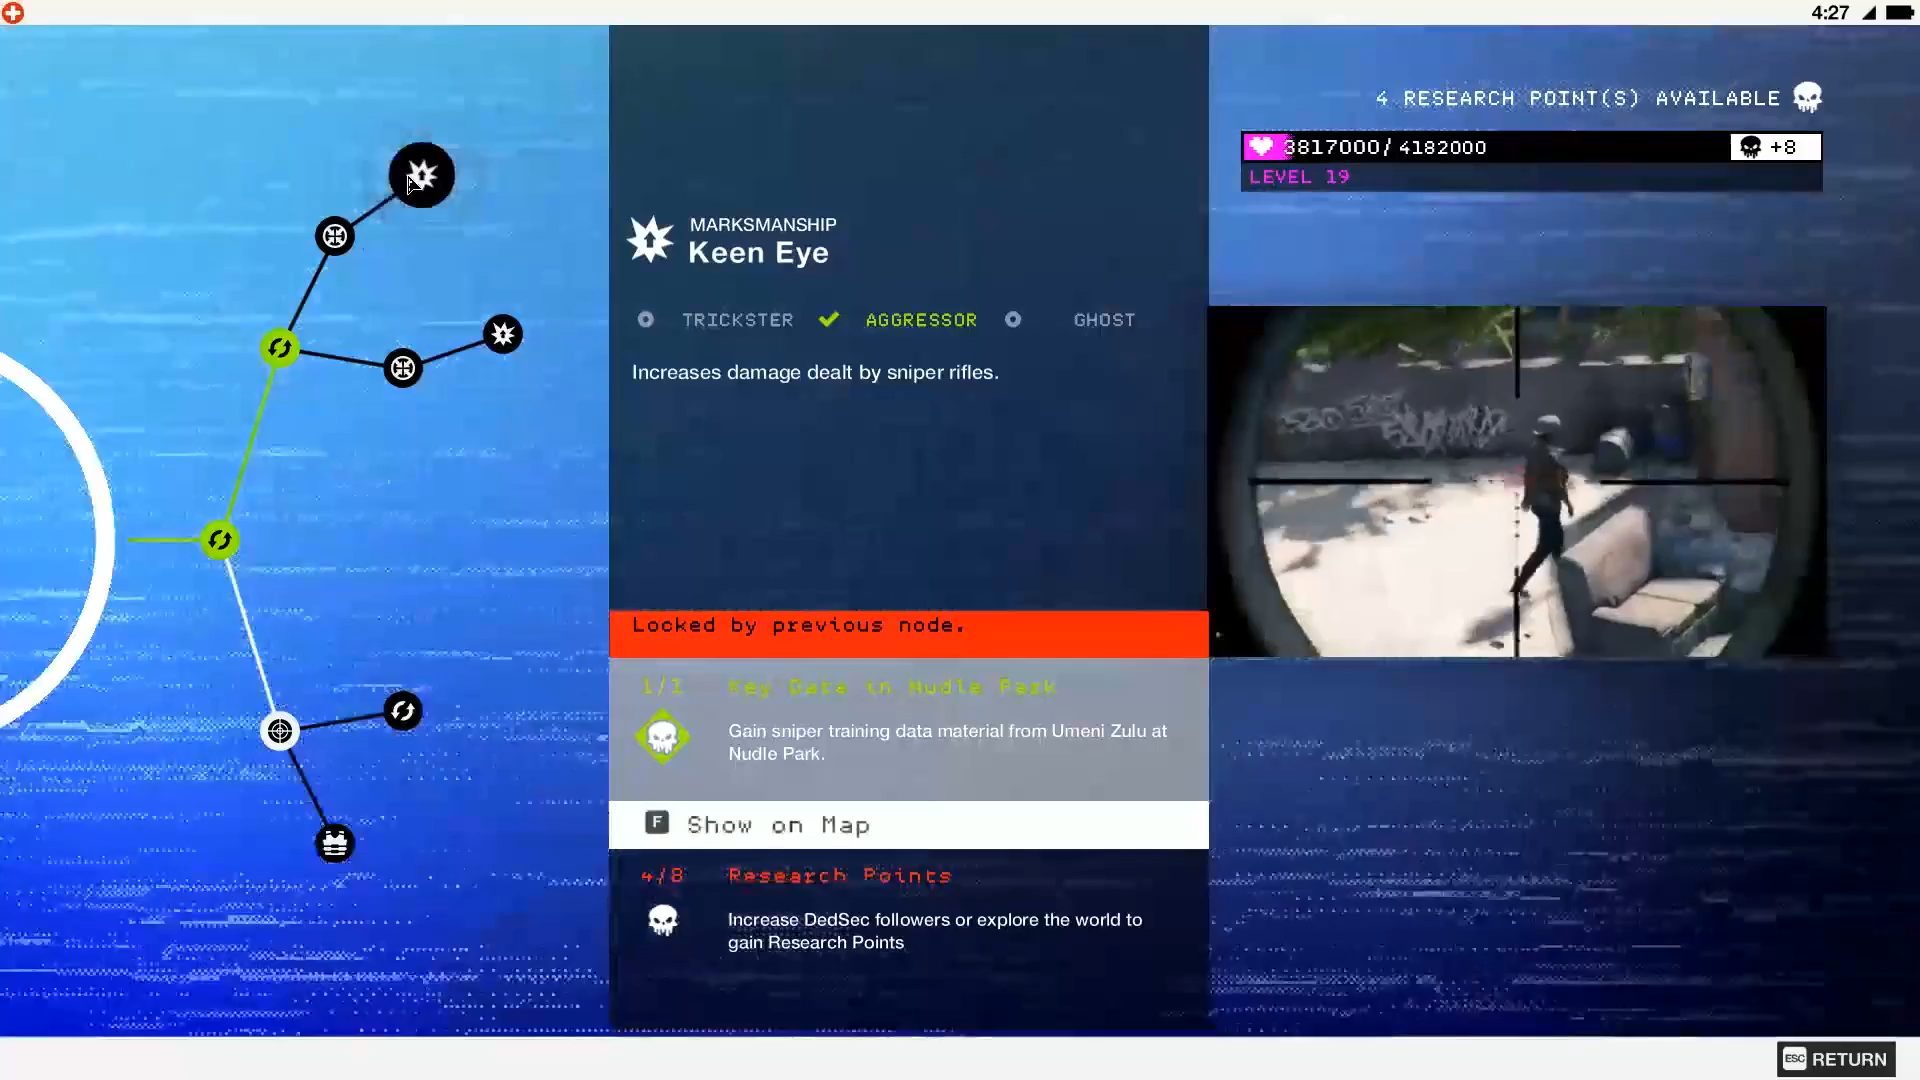 4:27
4 RESEARCH POINT(S) AVAILABLE
3817000/ 4182000
+8
LEVEL 19
MARKSMANSHIP
Keen Eye
TRICKSTER
AGGRESSOR
GHOST
Increases damage dealt by sniper rifles.
Locked by previous node.
1/1 Key Data in Nudle Park
Gain sniper training data material from Umeni Zulu at
Nudle Park.
F Show on Map
4/8 Research Points
Increase DedSec followers or explore the world to
gain Research Points
ESC RETURN